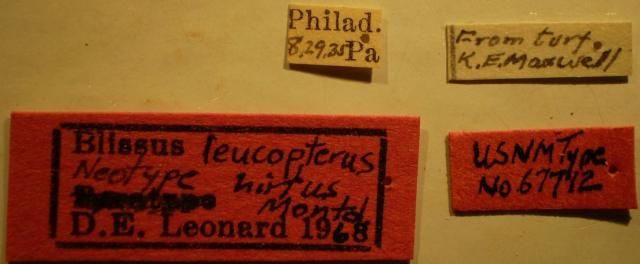 Philad.
8,29,35 Pa
From turf.
K.E. Maxwell
Blissus leucopterus
Neotype hirtus
Montd
D.E. Leonard 1968
USNM Type
No 67712